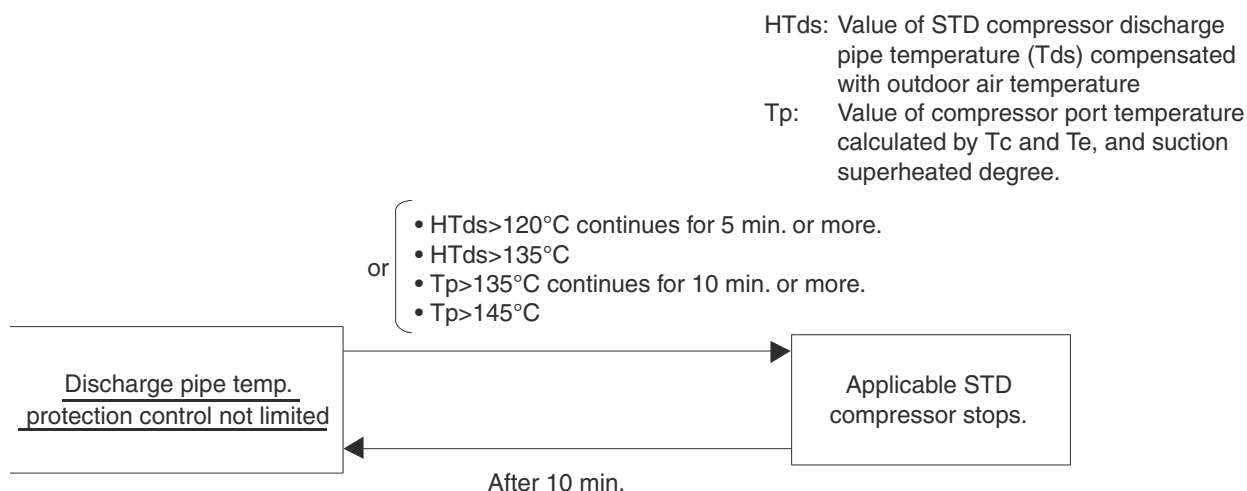 HTds: Value of STD compressor discharge
pipe temperature (Tds) compensated
with outdoor air temperature
Tp: Value of compressor port temperature
calculated by Tc and Te, and suction
superheated degree.
or
• HTds>120°C continues for 5 min. or more.
• HTds>135°C
• Tp>135°C continues for 10 min. or more.
• Tp>145°C
Discharge pipe temp.
protection control not limited
Applicable STD
compressor stops.
After 10 min.